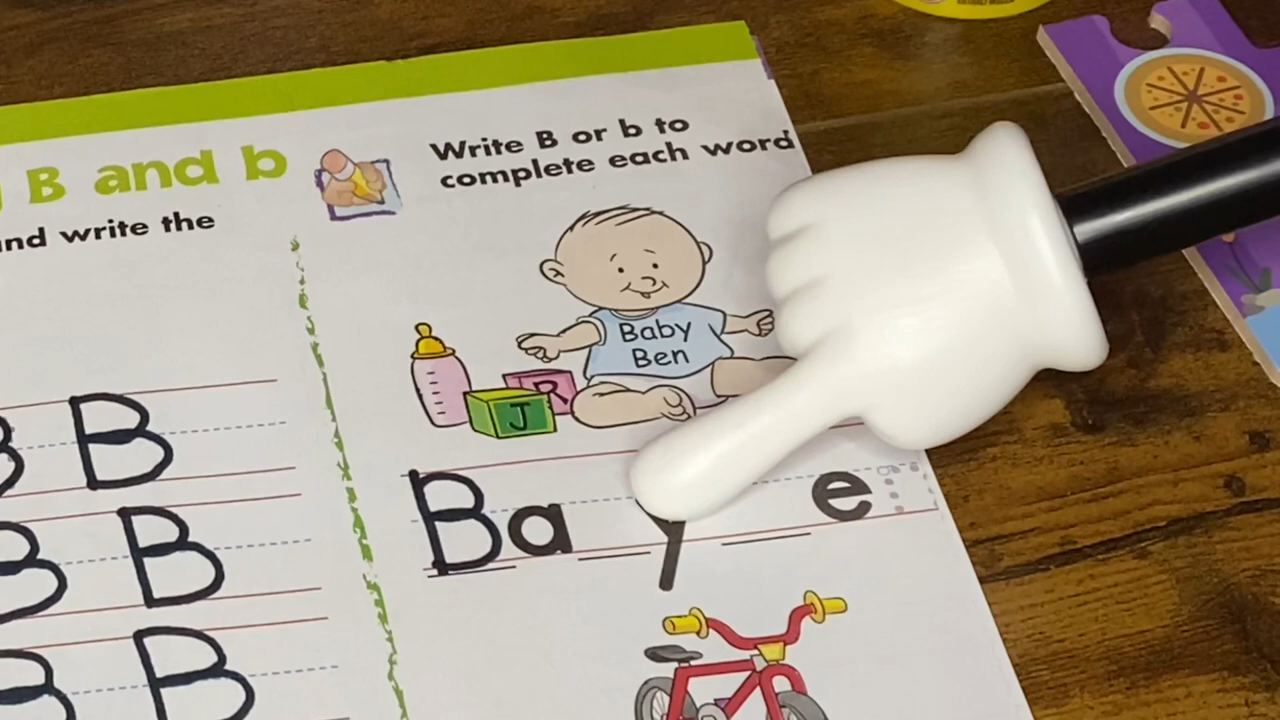 B and b
and write the
Write B or b to
complete each word
Baby
Ben
R
J
Ba y e
B
B
B
B
B
B